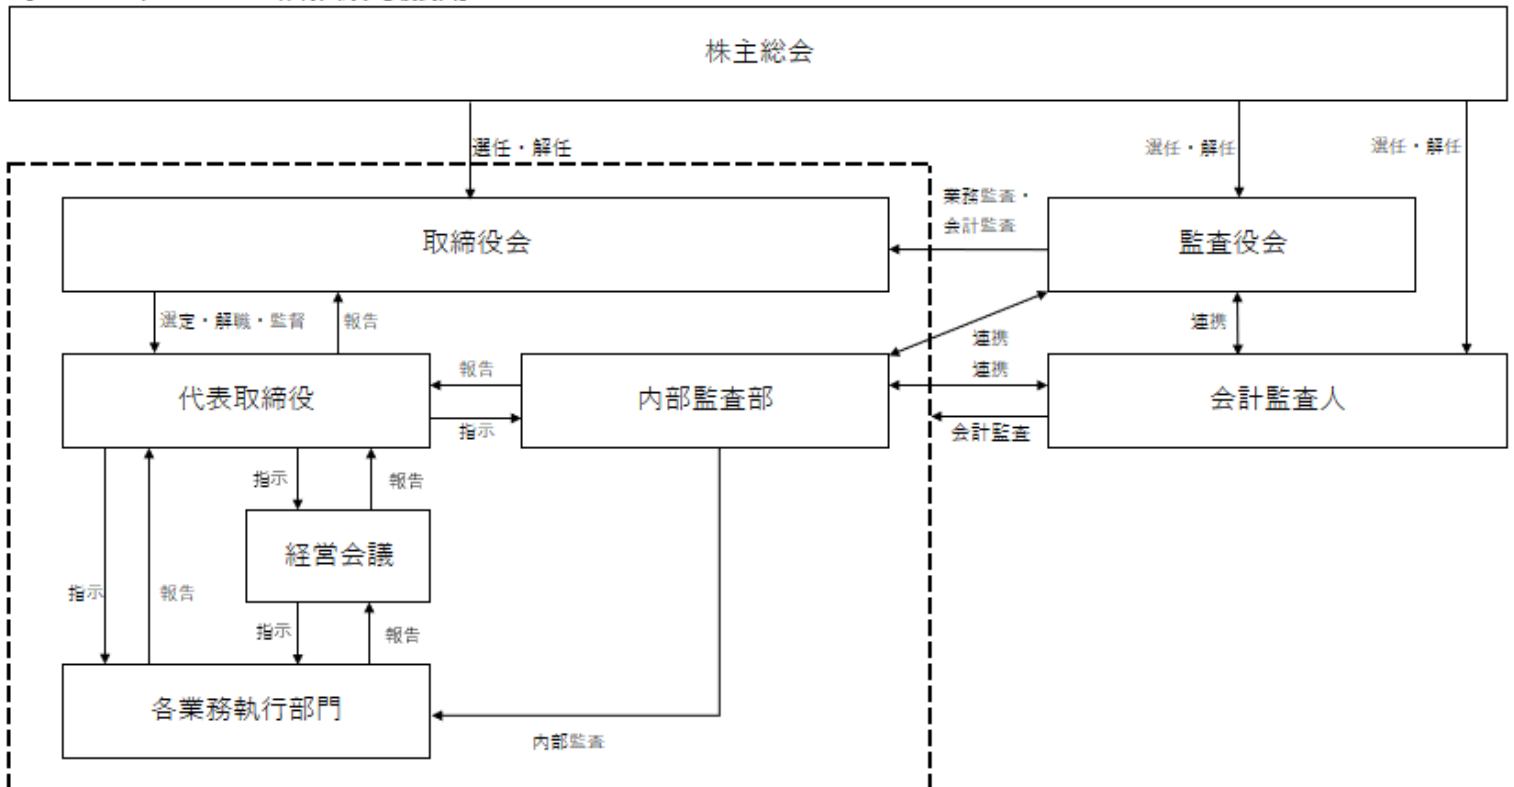 株主総会
選任・解任
選任・解任
選任・解任
業務監査・
会計監査
取締役会
監査役会
選定・解職・監督
報告
連携
連携
報告
連携
代表取締役
内部監査部
会計監査人
指示
会計監査
指示
報告
経営会議
指示
報告
指示
報告
各業務執行部門
内部監査